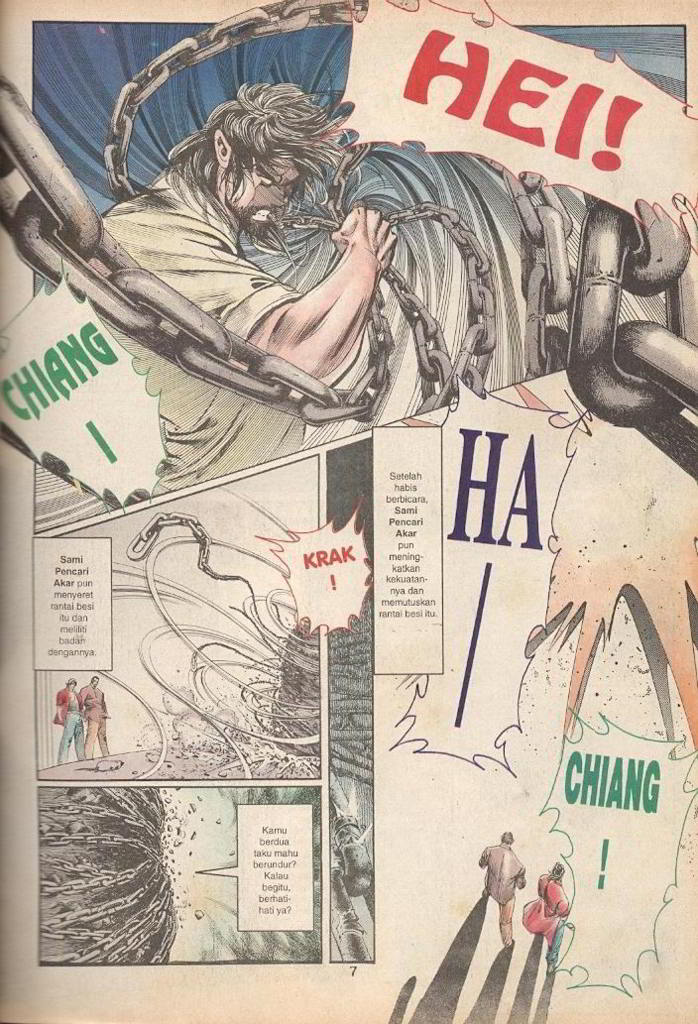 HEI!!
CHIANG
!
Setelah
habis
berbicara,
Sami
Pencari
Akar
pun
mening-
katkan
kekuatan-
nya dan
memutuskan
rantai besi itu.
HA
!
Sami
Pencari
Akar pun
menyeret
rantai besi
itu dan
meliliti
badan
dengannya.
KRAK
!
CHIANG
!
Kamu
berdua
taku mahu
berundur?
Kalau
begitu,
berhati-
hati ya?
7